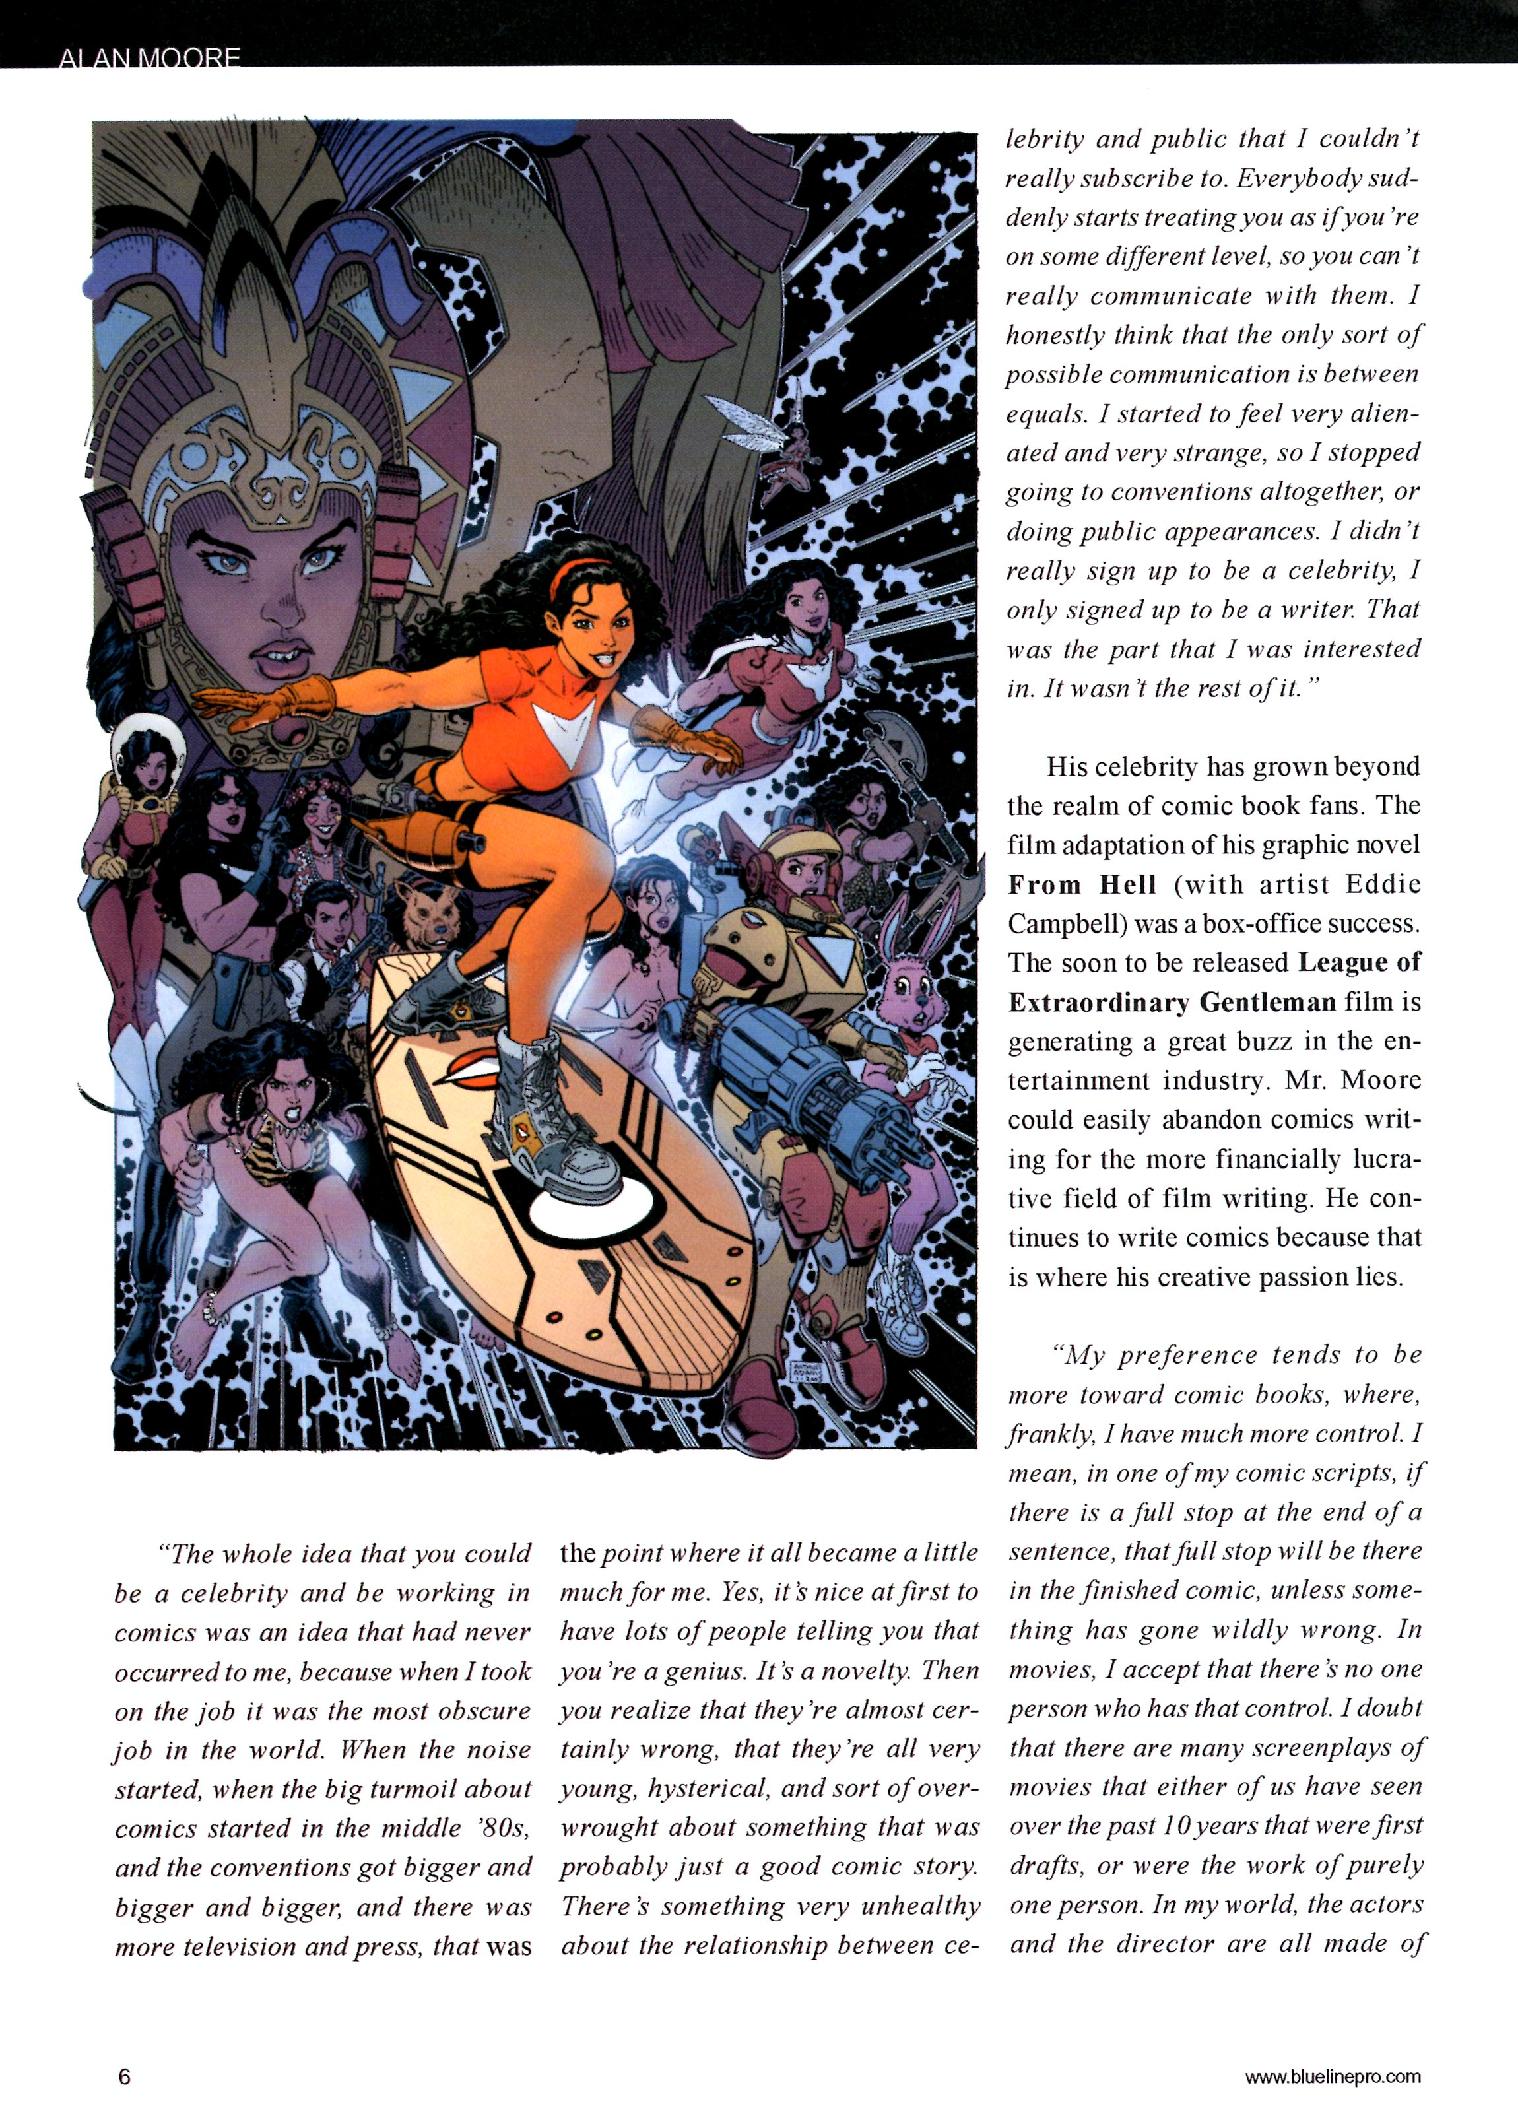 ALAN MOORE
“The whole idea that you could
be a celebrity and be working in
comics was an idea that had never
occurred to me, because when I took
on the job it was the most obscure
job in the world. When the noise
started, when the big turmoil about
comics started in the middle ’80s,
and the conventions got bigger and
bigger and bigger, and there was
more television and press, that was
the point where it all became a little
much for me. Yes, it’s nice at first to
have lots of people telling you that
you’re a genius. It’s a novelty. Then
you realize that they’re almost cer-
tainly wrong, that they’re all very
young, hysterical, and sort of over-
wrought about something that was
probably just a good comic story.
There’s something very unhealthy
about the relationship between ce-
lebrity and public that I couldn’t
really subscribe to. Everybody sud-
denly starts treating you as if you’re
on some different level, so you can’t
really communicate with them. I
honestly think that the only sort of
possible communication is between
equals. I started to feel very alien-
ated and very strange, so I stopped
going to conventions altogether, or
doing public appearances. I didn’t
really sign up to be a celebrity, I
only signed up to be a writer. That
was the part that I was interested
in. It wasn’t the rest of it.”
His celebrity has grown beyond
the realm of comic book fans. The
film adaptation of his graphic novel
From Hell (with artist Eddie
Campbell) was a box-office success.
The soon to be released League of
Extraordinary Gentleman film is
generating a great buzz in the en-
tertainment industry. Mr. Moore
could easily abandon comics writ-
ing for the more financially lucra-
tive field of film writing. He con-
tinues to write comics because that
is where his creative passion lies.
“My preference tends to be
more toward comic books, where,
frankly, I have much more control. I
mean, in one of my comic scripts, if
there is a full stop at the end of a
sentence, that full stop will be there
in the finished comic, unless some-
thing has gone wildly wrong. In
movies, I accept that there’s no one
person who has that control. I doubt
that there are many screenplays of
movies that either of us have seen
over the past 10 years that were first
drafts, or were the work of purely
one person. In my world, the actors
and the director are all made of
6
www.bluelinepro.com